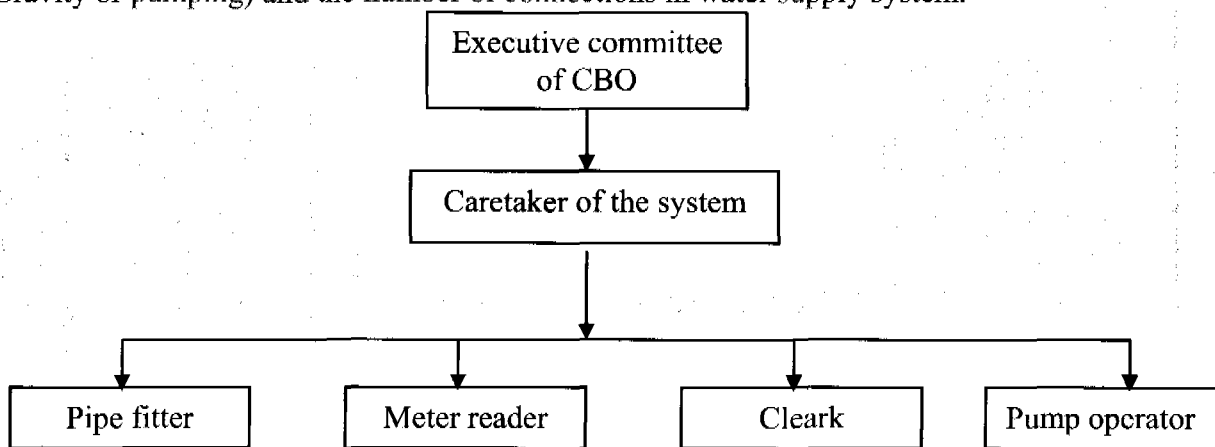 Gravity or pumping) and the number of connections in water supply system.
Executive committee
of CBO
Caretaker of the system
Pipe fitter
Meter reader
Cleark
Pump operator